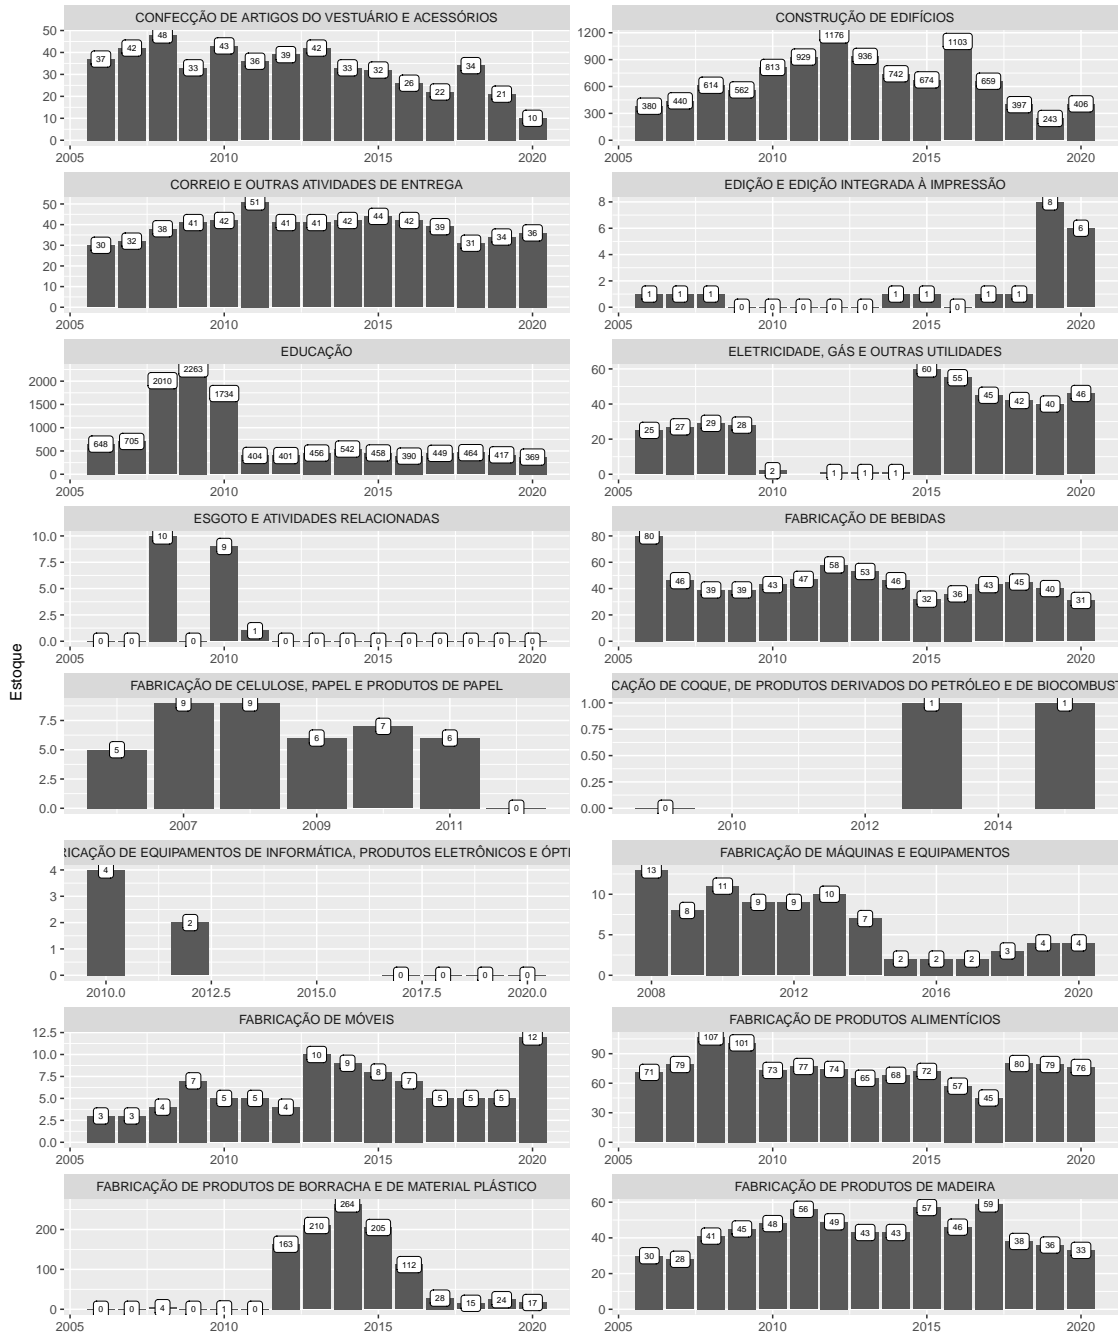 CONFECÇÃO DE ARTIGOS DO VESTUÁRIO E ACESSÓRIOS
50
40
30
20
10
0
37 42 48 33 43 36 39 42 33 32 26 22 34 21 10
2005 2010 2015 2020
CONSTRUÇÃO DE EDIFÍCIOS
1200
900
600
300
0
380 440 614 562 813 929 1176 936 742 674 1103 659 397 243 406
2005 2010 2015 2020
CORREIO E OUTRAS ATIVIDADES DE ENTREGA
50
40
30
20
10
0
30 32 38 41 42 51 41 41 42 44 42 39 31 34 36
2005 2010 2015 2020
EDIÇÃO E EDIÇÃO INTEGRADA À IMPRESSÃO
8
6
4
2
0
1 1 1 0 0 0 0 0 1 1 0 1 1 8 6
2005 2010 2015 2020
EDUCAÇÃO
2000
1500
1000
500
0
648 705 2010 2263 1734 404 401 456 542 458 390 449 464 417 369
2005 2010 2015 2020
ELETRICIDADE, GÁS E OUTRAS UTILIDADES
60
40
20
0
25 27 29 28 2 1 1 1 60 55 45 42 40 46
2005 2010 2015 2020
ESGOTO E ATIVIDADES RELACIONADAS
10.0
7.5
5.0
2.5
0.0
0 0 10 0 9 1 0 0 0 0 0 0 0 0 0
2005 2010 2015 2020
FABRICAÇÃO DE BEBIDAS
80
60
40
20
0
80 46 39 39 43 47 58 53 46 32 36 43 45 40 31
2005 2010 2015 2020
Estoque
FABRICAÇÃO DE CELULOSE, PAPEL E PRODUTOS DE PAPEL
7.5
5.0
2.5
0.0
5 9 9 6 7 6 0
2007 2009 2011
CAÇÃO DE COQUE, DE PRODUTOS DERIVADOS DO PETRÓLEO E DE BIOCOMBUST
1.00
0.75
0.50
0.25
0.00
0 1 1
2010 2012 2014
RICAÇÃO DE EQUIPAMENTOS DE INFORMÁTICA, PRODUTOS ELETRÔNICOS E ÓPTI
4
3
2
1
0
4 2 0 0 0 0
2010.0 2012.5 2015.0 2017.5 2020.0
FABRICAÇÃO DE MÁQUINAS E EQUIPAMENTOS
10
5
0
13 8 11 9 9 10 7 2 2 2 3 4 4
2008 2012 2016 2020
FABRICAÇÃO DE MÓVEIS
12.5
10.0
7.5
5.0
2.5
0.0
3 3 4 7 5 5 4 10 9 8 7 5 5 5 12
2005 2010 2015 2020
FABRICAÇÃO DE PRODUTOS ALIMENTÍCIOS
90
60
30
0
71 79 107 101 73 77 74 65 68 72 57 45 80 79 76
2005 2010 2015 2020
FABRICAÇÃO DE PRODUTOS DE BORRACHA E DE MATERIAL PLÁSTICO
200
100
0
0 0 4 0 1 0 163 210 264 205 112 28 15 24 17
2005 2010 2015 2020
FABRICAÇÃO DE PRODUTOS DE MADEIRA
60
40
20
0
30 28 41 45 48 56 49 43 43 57 46 59 38 36 33
2005 2010 2015 2020